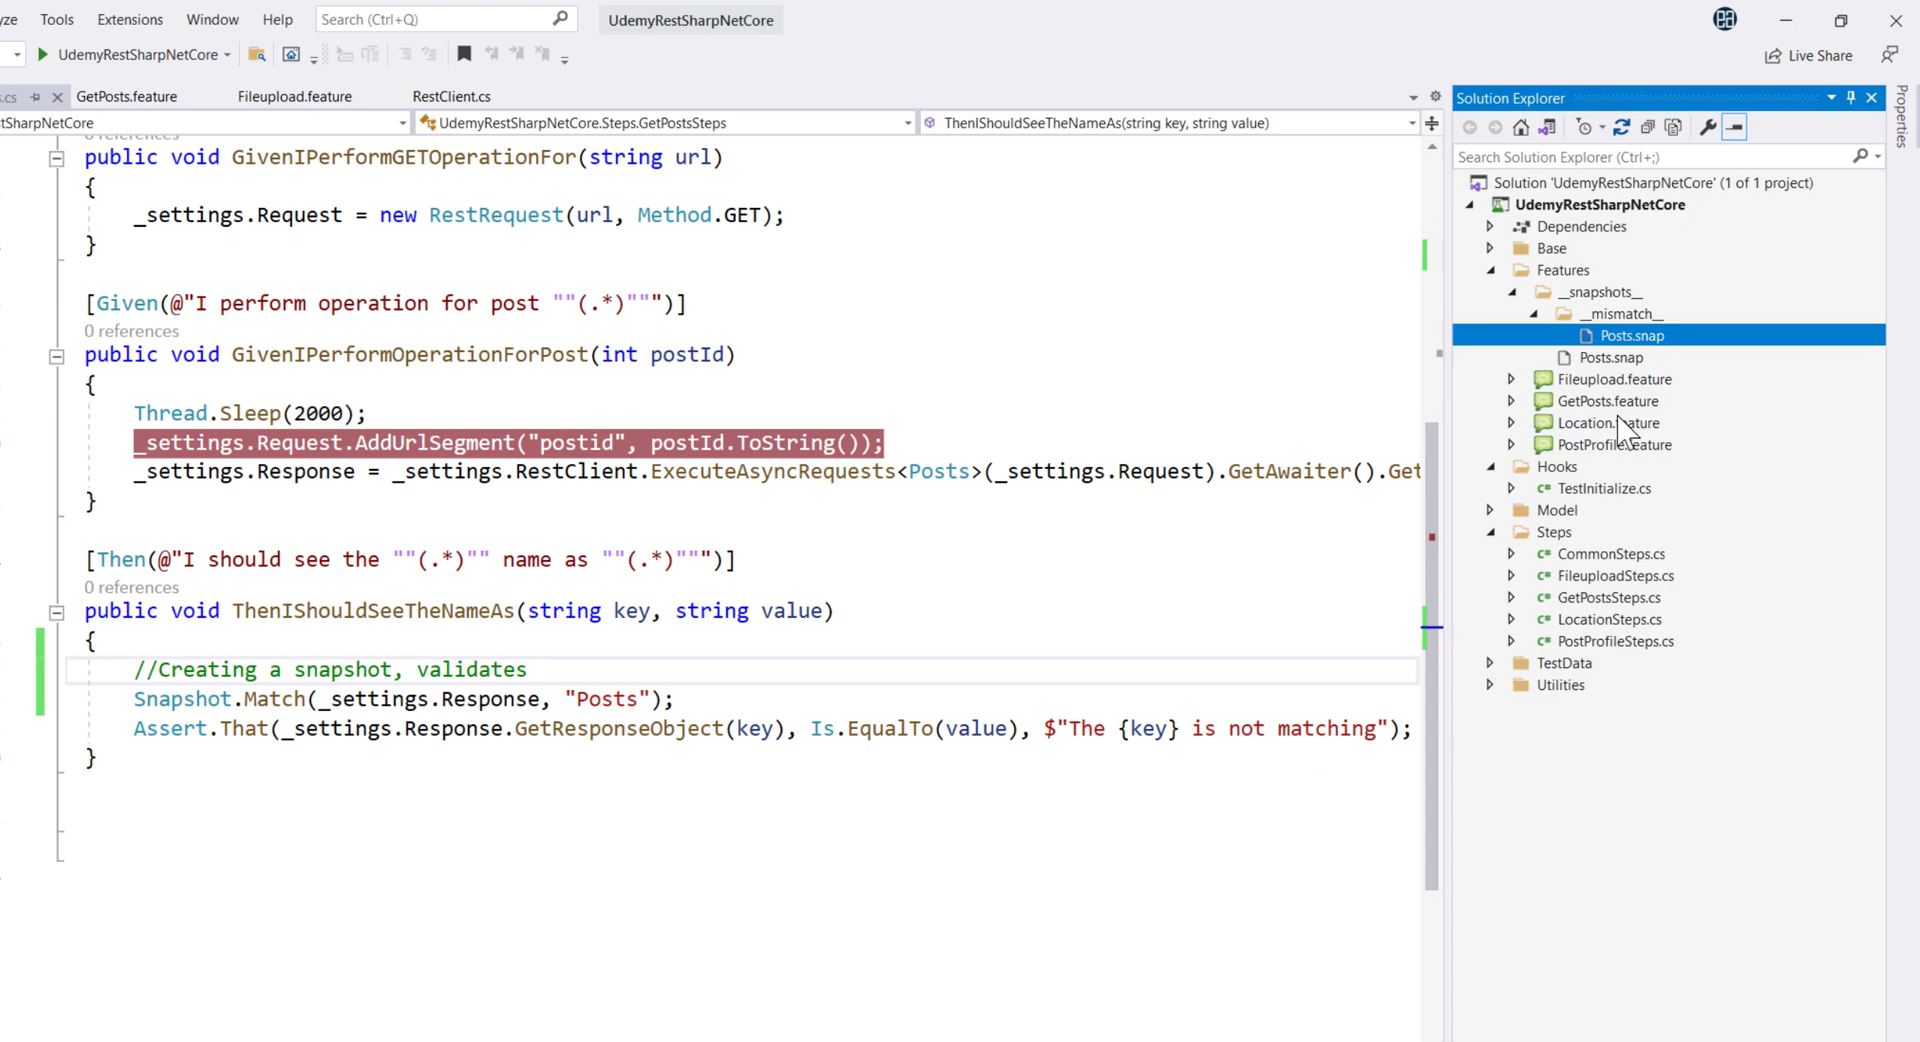 yze Tools Extensions Window Help Search (Ctrl+Q) UdemyRestSharpNetCore
UdemyRestSharpNetCore Live Share
s.cs GetPosts.feature Fileupload.feature RestClient.cs
tSharpNetCore UdemyRestSharpNetCore.Steps.GetPostsSteps ThenIShouldSeeTheNameAs(string key, string value)
0 references
public void GivenIPerformGETOperationFor(string url)
{
_settings.Request = new RestRequest(url, Method.GET);
}
[Given(@"I perform operation for post ""(.*)""")]
0 references
public void GivenIPerformOperationForPost(int postId)
{
Thread.Sleep(2000);
_settings.Request.AddUrlSegment("postid", postId.ToString());
_settings.Response = _settings.RestClient.ExecuteAsyncRequests<Posts>(_settings.Request).GetAwaiter().Get
}
[Then(@"I should see the ""(.*)"" name as ""(.*)""")]
0 references
public void ThenIShouldSeeTheNameAs(string key, string value)
{
//Creating a snapshot, validates
Snapshot.Match(_settings.Response, "Posts");
Assert.That(_settings.Response.GetResponseObject(key), Is.EqualTo(value), $"The {key} is not matching");
}
Solution Explorer
Search Solution Explorer (Ctrl+;)
Solution 'UdemyRestSharpNetCore' (1 of 1 project)
UdemyRestSharpNetCore
Dependencies
Base
Features
__snapshots__
__mismatch__
Posts.snap
Posts.snap
Fileupload.feature
GetPosts.feature
Location.feature
PostProfile.feature
Hooks
TestInitialize.cs
Model
Steps
CommonSteps.cs
FileuploadSteps.cs
GetPostsSteps.cs
LocationSteps.cs
PostProfileSteps.cs
TestData
Utilities
Properties